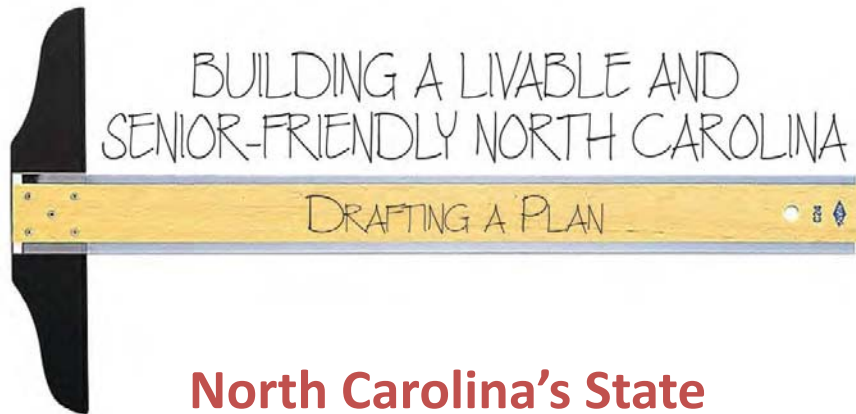 BUILDING A LIVABLE AND
SENIOR-FRIENDLY NORTH CAROLINA
DRAFTING A PLAN
North Carolina's State